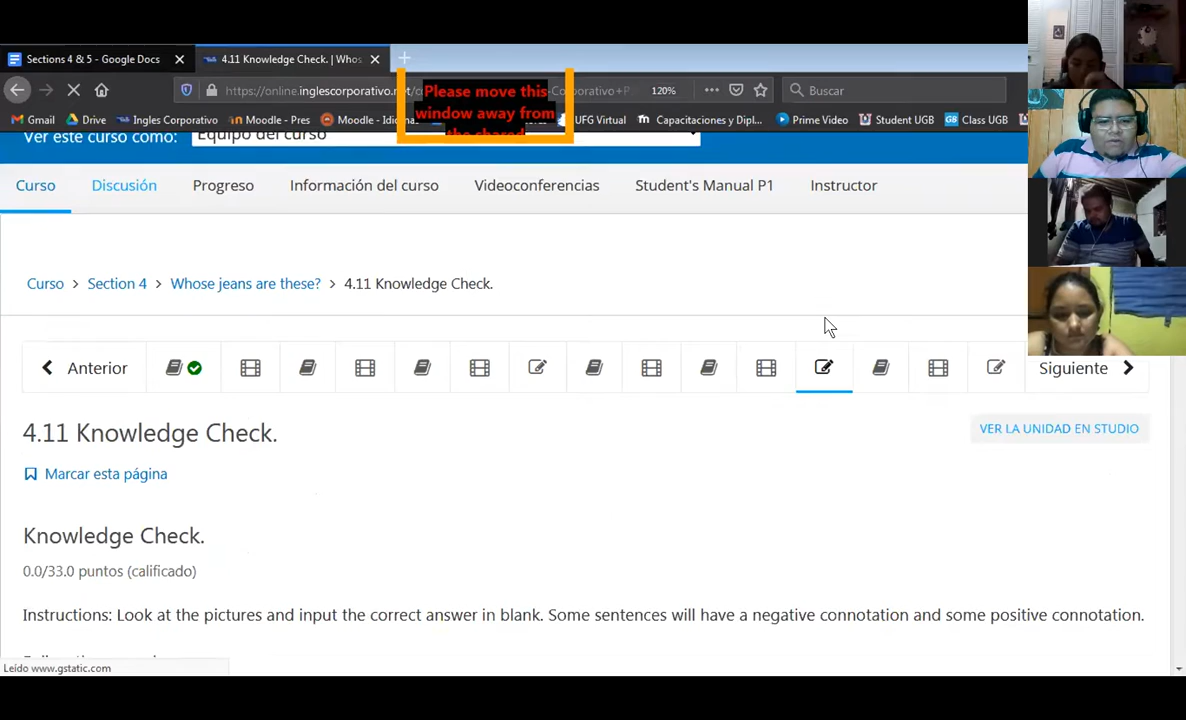 Sections 4 & 5 - Google Docs
4.11 Knowledge Check. | Whos
https://online.inglescorporativo.net/c
Corporativo+P
120%
Buscar
Please move this
window away from
the shared
Gmail
Drive
Ingles Corporativo
Moodle - Pres
Moodle - Idiom
UFG Virtual
Capacitaciones y Dipl...
Prime Video
Student UGB
Class UGB
Ver este curso como:
Equipo del curso
Curso
Discusión
Progreso
Información del curso
Videoconferencias
Student's Manual P1
Instructor
Curso > Section 4 > Whose jeans are these? > 4.11 Knowledge Check.
Anterior
Siguiente
4.11 Knowledge Check.
VER LA UNIDAD EN STUDIO
Marcar esta página
Knowledge Check.
0.0/33.0 puntos (calificado)
Instructions: Look at the pictures and input the correct answer in blank. Some sentences will have a negative connotation and some positive connotation.
Leído www.gstatic.com